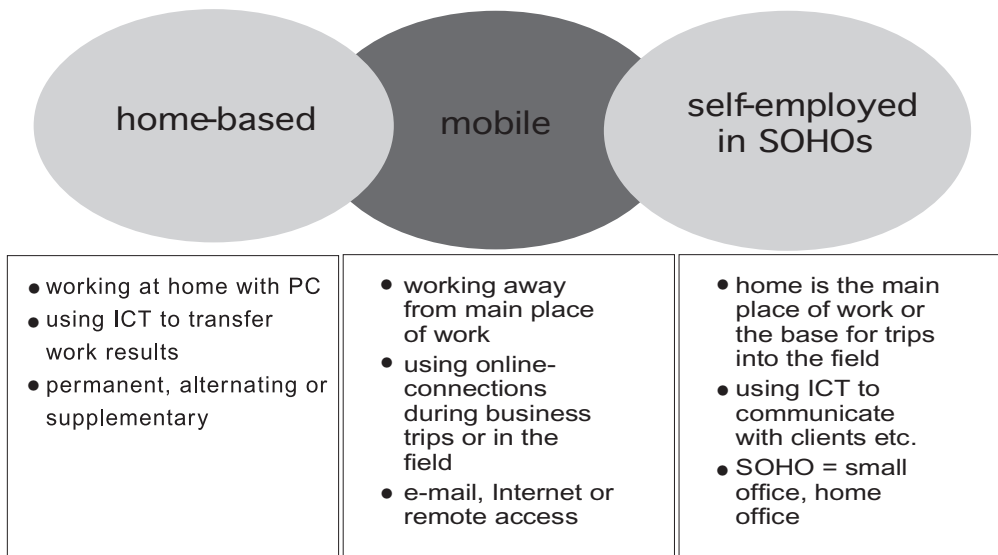 home-based
mobile
self-employed
in SOHOs
• working at home with PC
• using ICT to transfer
work results
• permanent, alternating or
supplementary
• working away
from main place
of work
• using online-
connections
during business
trips or in the
field
• e-mail, Internet or
remote access
• home is the main
place of work or
the base for trips
into the field
• using ICT to
communicate
with clients etc.
• SOHO = small
office, home
office